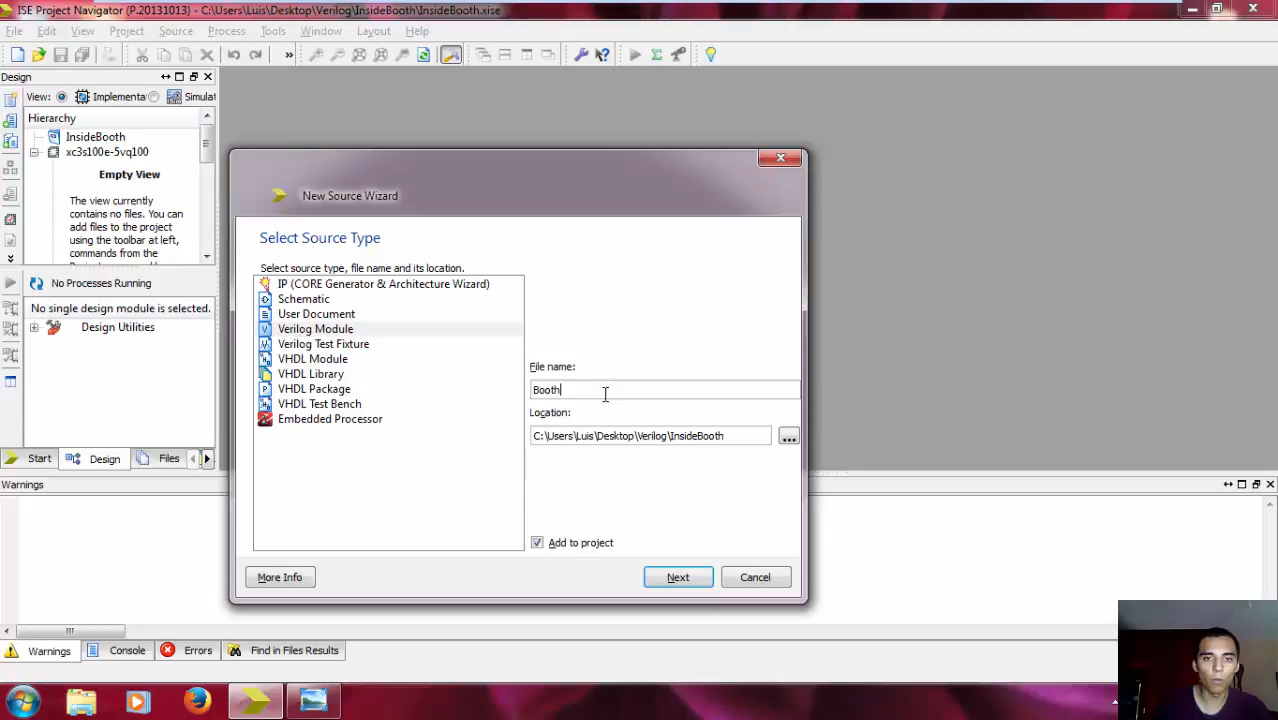 ISE Project Navigator (P.20131013) - C:\Users\Luis\Desktop\Verilog\InsideBooth\InsideBooth.xise
File Edit View Project Source Process Tools Window Layout Help
»
Design
View: Implementa Simulat
Hierarchy
InsideBooth
xc3s100e-5vq100
Empty View
The view currently
contains no files. You can
add files to the project
using the toolbar at left,
commands from the
No Processes Running
No single design module is selected.
Design Utilities
Start Design Files
New Source Wizard
Select Source Type
Select source type, file name and its location.
IP (CORE Generator & Architecture Wizard)
Schematic
User Document
Verilog Module
Verilog Test Fixture
VHDL Module
VHDL Library
VHDL Package
VHDL Test Bench
Embedded Processor
File name:
Booth
Location:
C:\Users\Luis\Desktop\Verilog\InsideBooth
...
Add to project
More Info Next Cancel
Warnings
Warnings Console Errors Find in Files Results